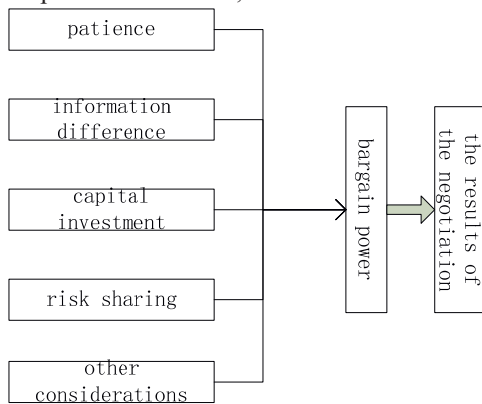 patience
information
difference
capital
investment
risk sharing
other
considerations
bargain power
the results of
the negotiation